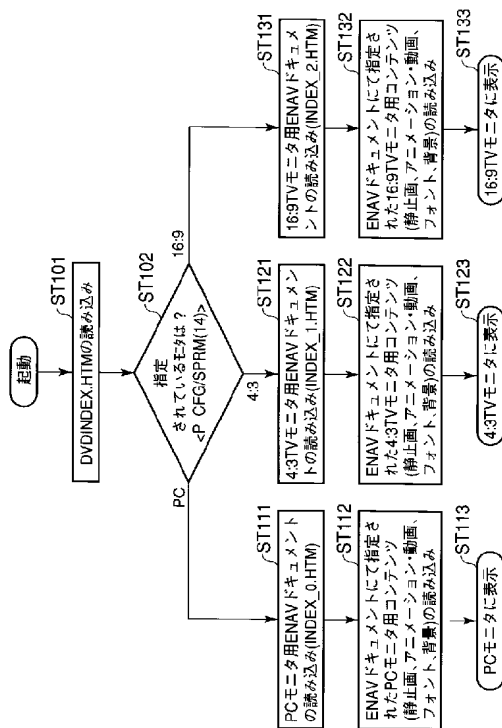 起動
ST101
DVDINDEX.HTMの読み込み
ST102
指定
されているモニタは?
<P_CFG/SPRM(14)>
PC
4:3
16:9
ST111
PCモニタ用ENAVドキュメント
の読み込み(INDEX_0.HTM)
ST112
ENAVドキュメントにて指定さ
れたPCモニタ用コンテンツ
(静止画、アニメーション・動画、
フォント、背景)の読み込み
ST113
PCモニタに表示
ST121
4:3TVモニタ用ENAVドキュメン
トの読み込み(INDEX_1.HTM)
ST122
ENAVドキュメントにて指定さ
れた4:3TVモニタ用コンテンツ
(静止画、アニメーション・動画、
フォント、背景)の読み込み
ST123
4:3TVモニタに表示
ST131
16:9TVモニタ用ENAVドキュメ
ントの読み込み(INDEX_2.HTM)
ST132
ENAVドキュメントにて指定さ
れた16:9TVモニタ用コンテンツ
(静止画、アニメーション・動画、
フォント、背景)の読み込み
ST133
16:9TVモニタに表示